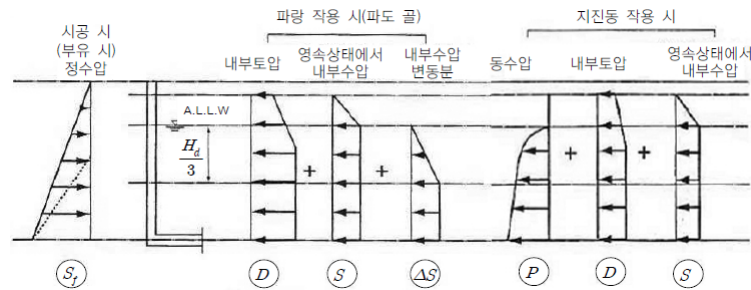 시공 시
(부유 시)
정수압
파랑 작용 시(파도 골)
지진동 작용 시
내부토압
영속상태에서
내부수압
내부수압
변동분
동수압
내부토압
영속상태에서
내부수압
A.L.L.W
H_d
3
+
+
+
+
S_f
D
S
ΔS
P
D
S